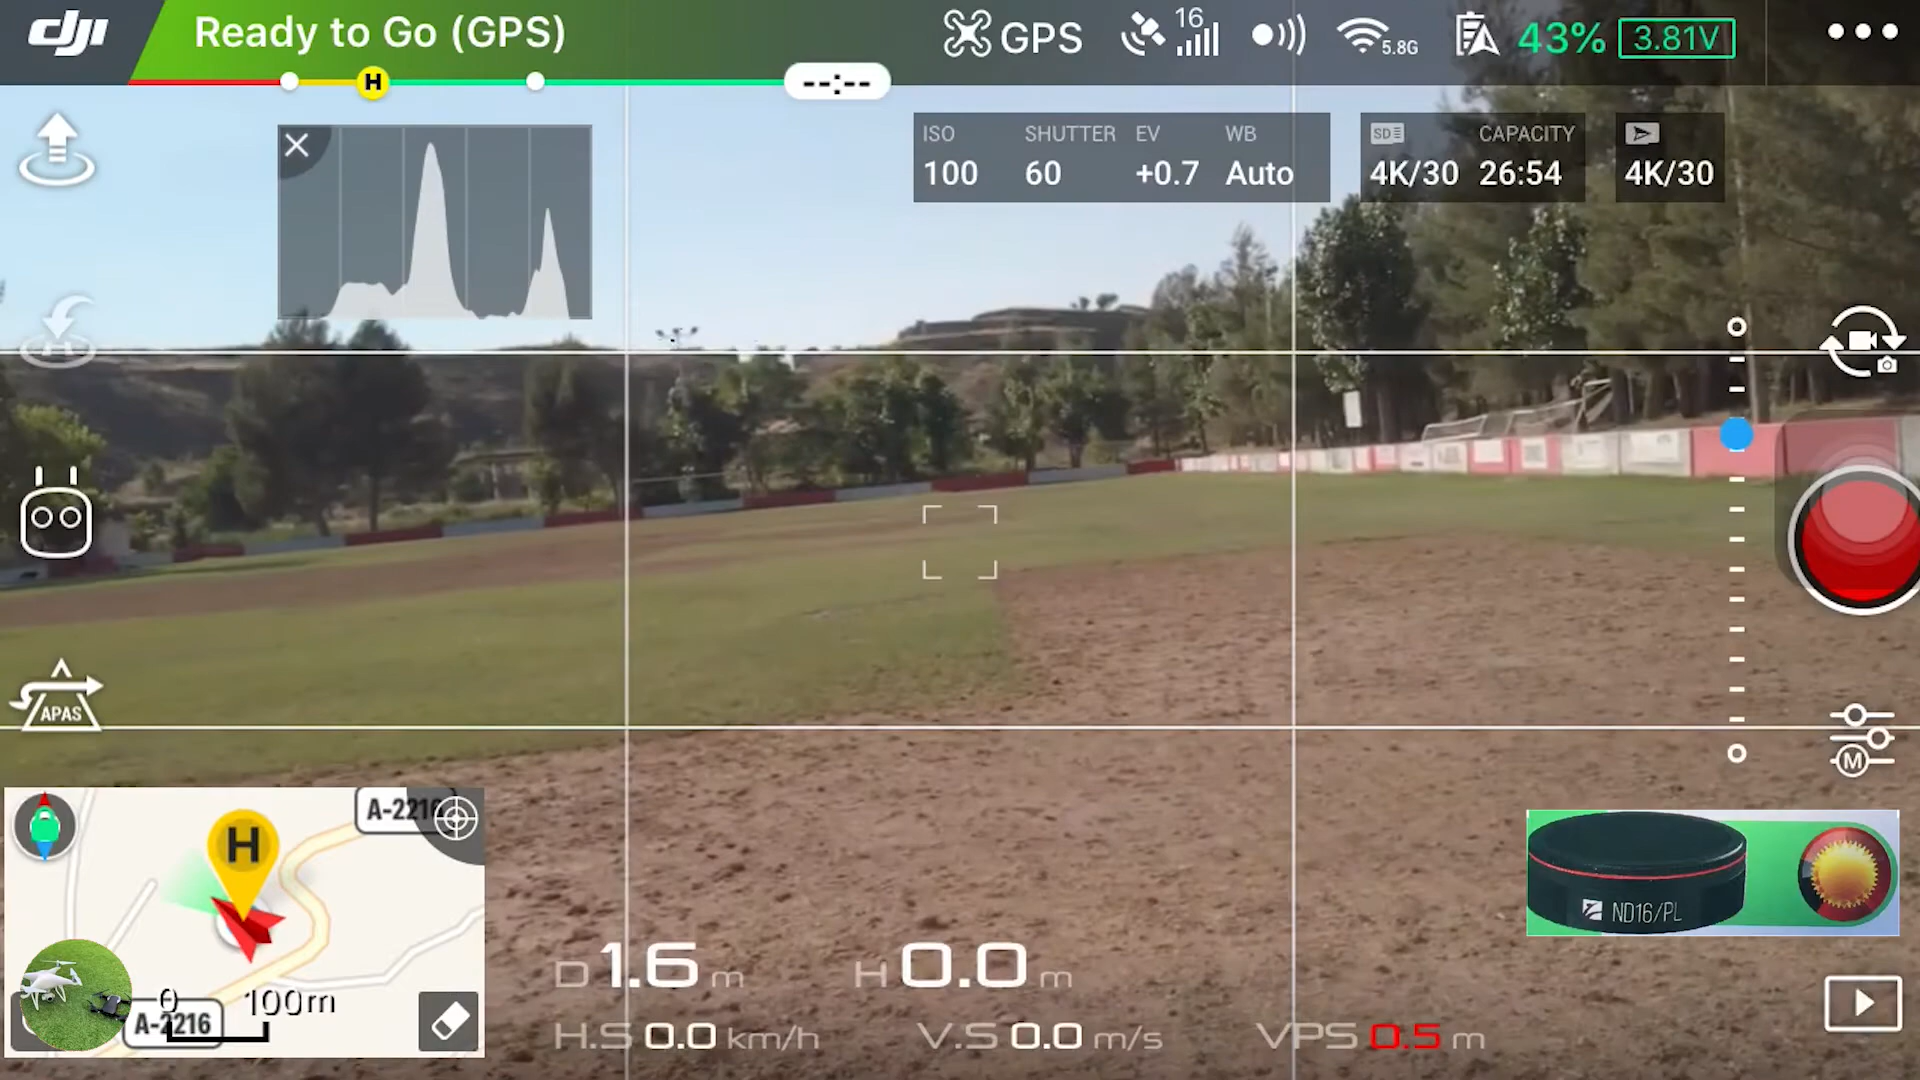 dji
Ready to Go (GPS)
GPS
16
5.8G
43%
3.81V
H
--:--
ISO SHUTTER EV WB
100 60 +0.7 Auto
SD CAPACITY
4K/30 26:54
4K/30
APAS
M
A-2216
H
0 100m
A-2216
ND16/PL
D 1.6 m H 0.0 m
H.S 0.0 km/h V.S 0.0 m/s VPS 0.5 m